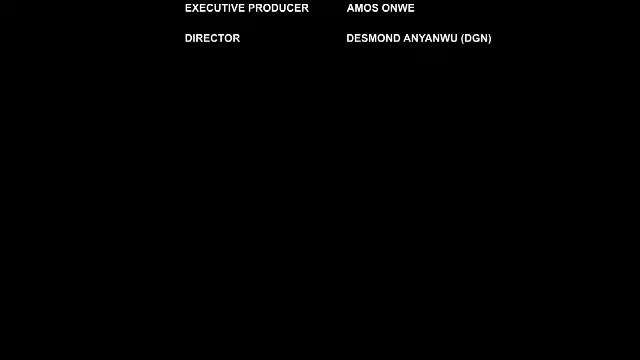 EXECUTIVE PRODUCER AMOS ONWE
DIRECTOR DESMOND ANYANWU (DGN)